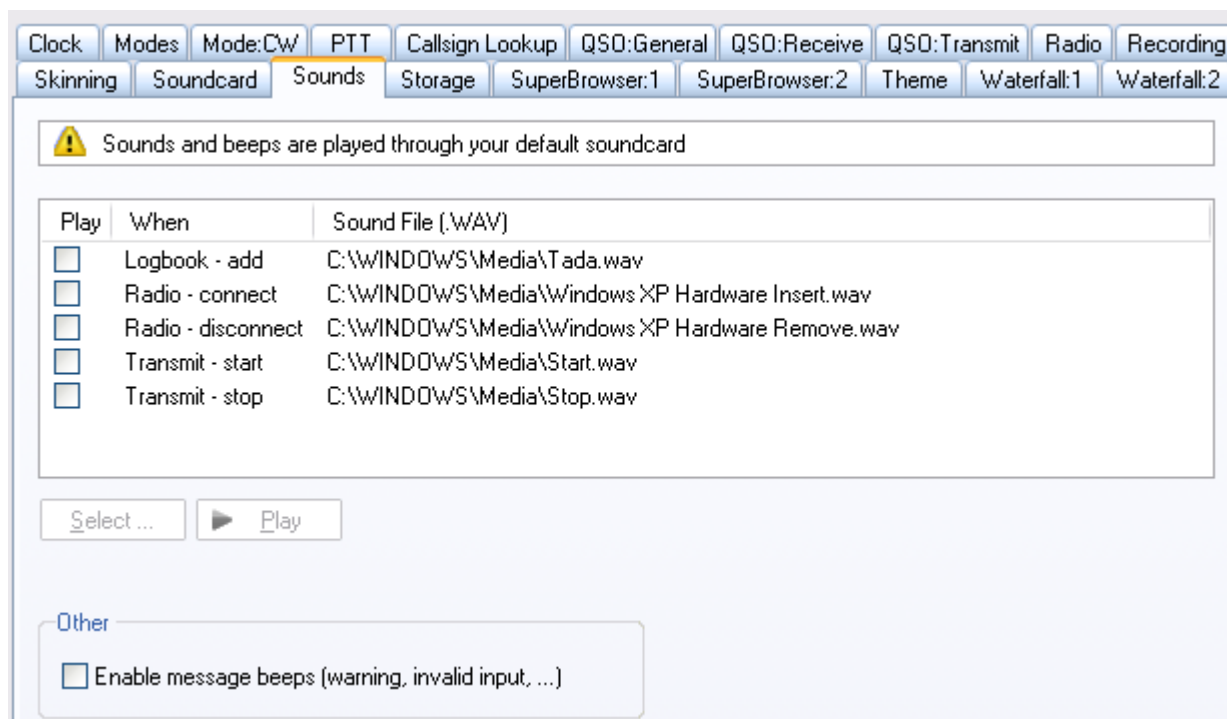 Clock Modes Mode:CW PTT Callsign Lookup QSO:General QSO:Receive QSO:Transmit Radio Recording
Skinning Soundcard Sounds Storage SuperBrowser:1 SuperBrowser:2 Theme Waterfall:1 Waterfall:2
Sounds and beeps are played through your default soundcard
Play When Sound File (.WAV)
Logbook - add C:\WINDOWS\Media\Tada.wav
Radio - connect C:\WINDOWS\Media\Windows XP Hardware Insert.wav
Radio - disconnect C:\WINDOWS\Media\Windows XP Hardware Remove.wav
Transmit - start C:\WINDOWS\Media\Start.wav
Transmit - stop C:\WINDOWS\Media\Stop.wav
Select ... Play
Other
Enable message beeps (warning, invalid input, ...)